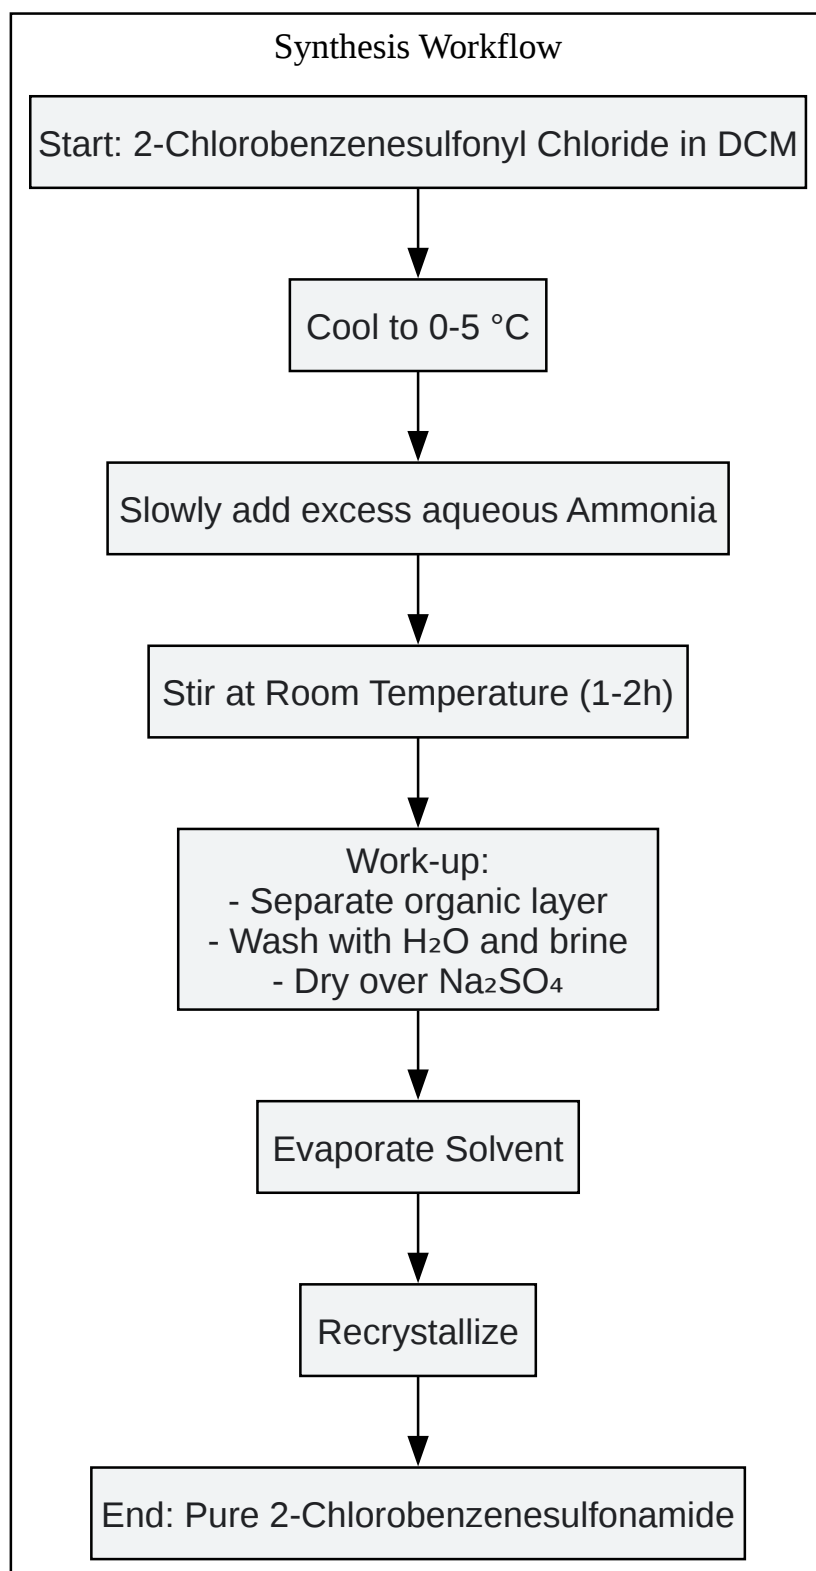 Synthesis Workflow
Start: 2-Chlorobenzenesulfonyl Chloride in DCM
Cool to 0-5 °C
Slowly add excess aqueous Ammonia
Stir at Room Temperature (1-2h)
Work-up:
- Separate organic layer
- Wash with H₂O and brine
- Dry over Na₂SO₄
Evaporate Solvent
Recrystallize
End: Pure 2-Chlorobenzenesulfonamide